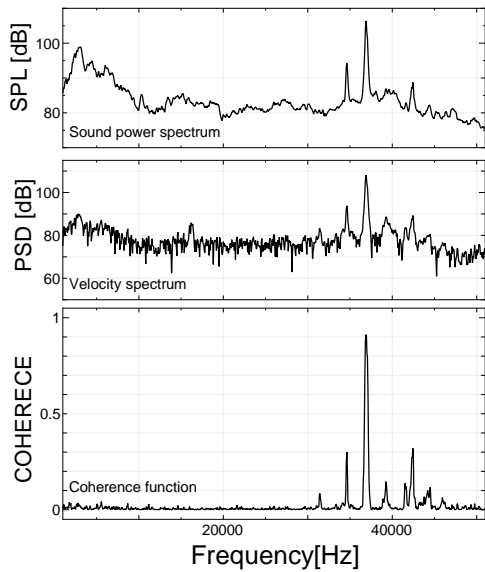 SPL [dB]
100
80
Sound power spectrum
PSD [dB]
100
80
60
Velocity spectrum
COHERECE
1
0.5
0
Coherence function
20000
40000
Frequency[Hz]